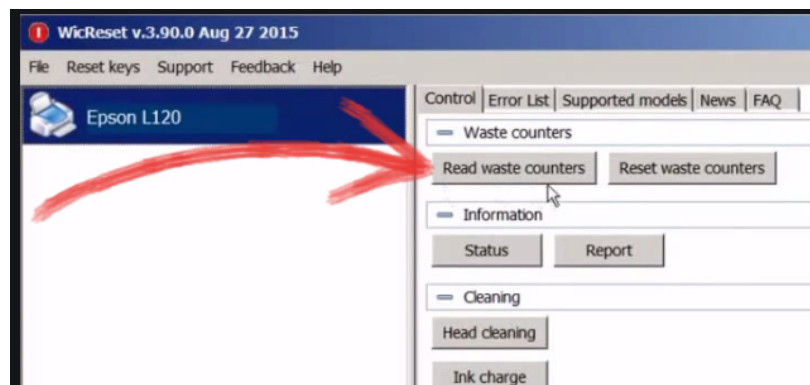 WicReset v.3.90.0 Aug 27 2015
File Reset keys Support Feedback Help
Epson L120
Control Error List Supported models News FAQ
Waste counters
Read waste counters Reset waste counters
Information
Status Report
Cleaning
Head cleaning
Ink charge